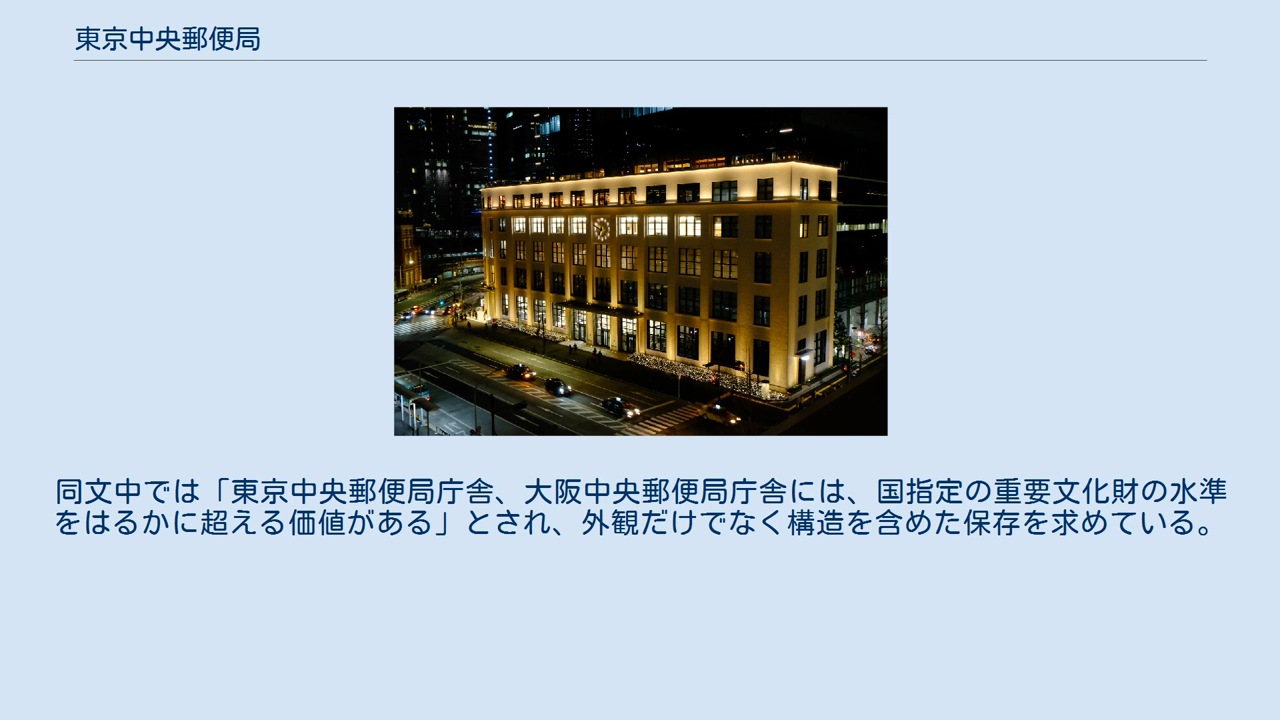 東京中央郵便局
同文中では「東京中央郵便局庁舎、大阪中央郵便局庁舎には、国指定の重要文化財の水準
をはるかに超える価値がある」とされ、外観だけでなく構造を含めた保存を求めている。